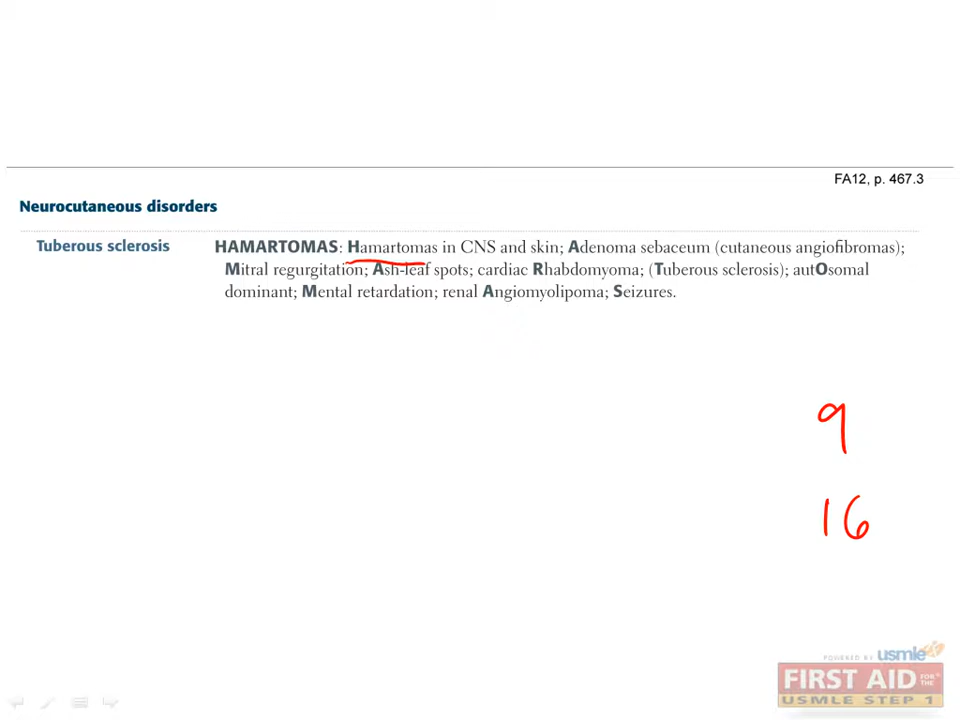 FA12, p. 467.3
Neurocutaneous disorders
Tuberous sclerosis HAMARTOMAS: Hamartomas in CNS and skin; Adenoma sebaceum (cutaneous angiofibromas);
Mitral regurgitation; Ash-leaf spots; cardiac Rhabdomyoma; (Tuberous sclerosis); autOsomal
dominant; Mental retardation; renal Angiomyolipoma; Seizures.
9
16
POWERED BY usmle
FIRST AID FOR THE
USMLE STEP 1